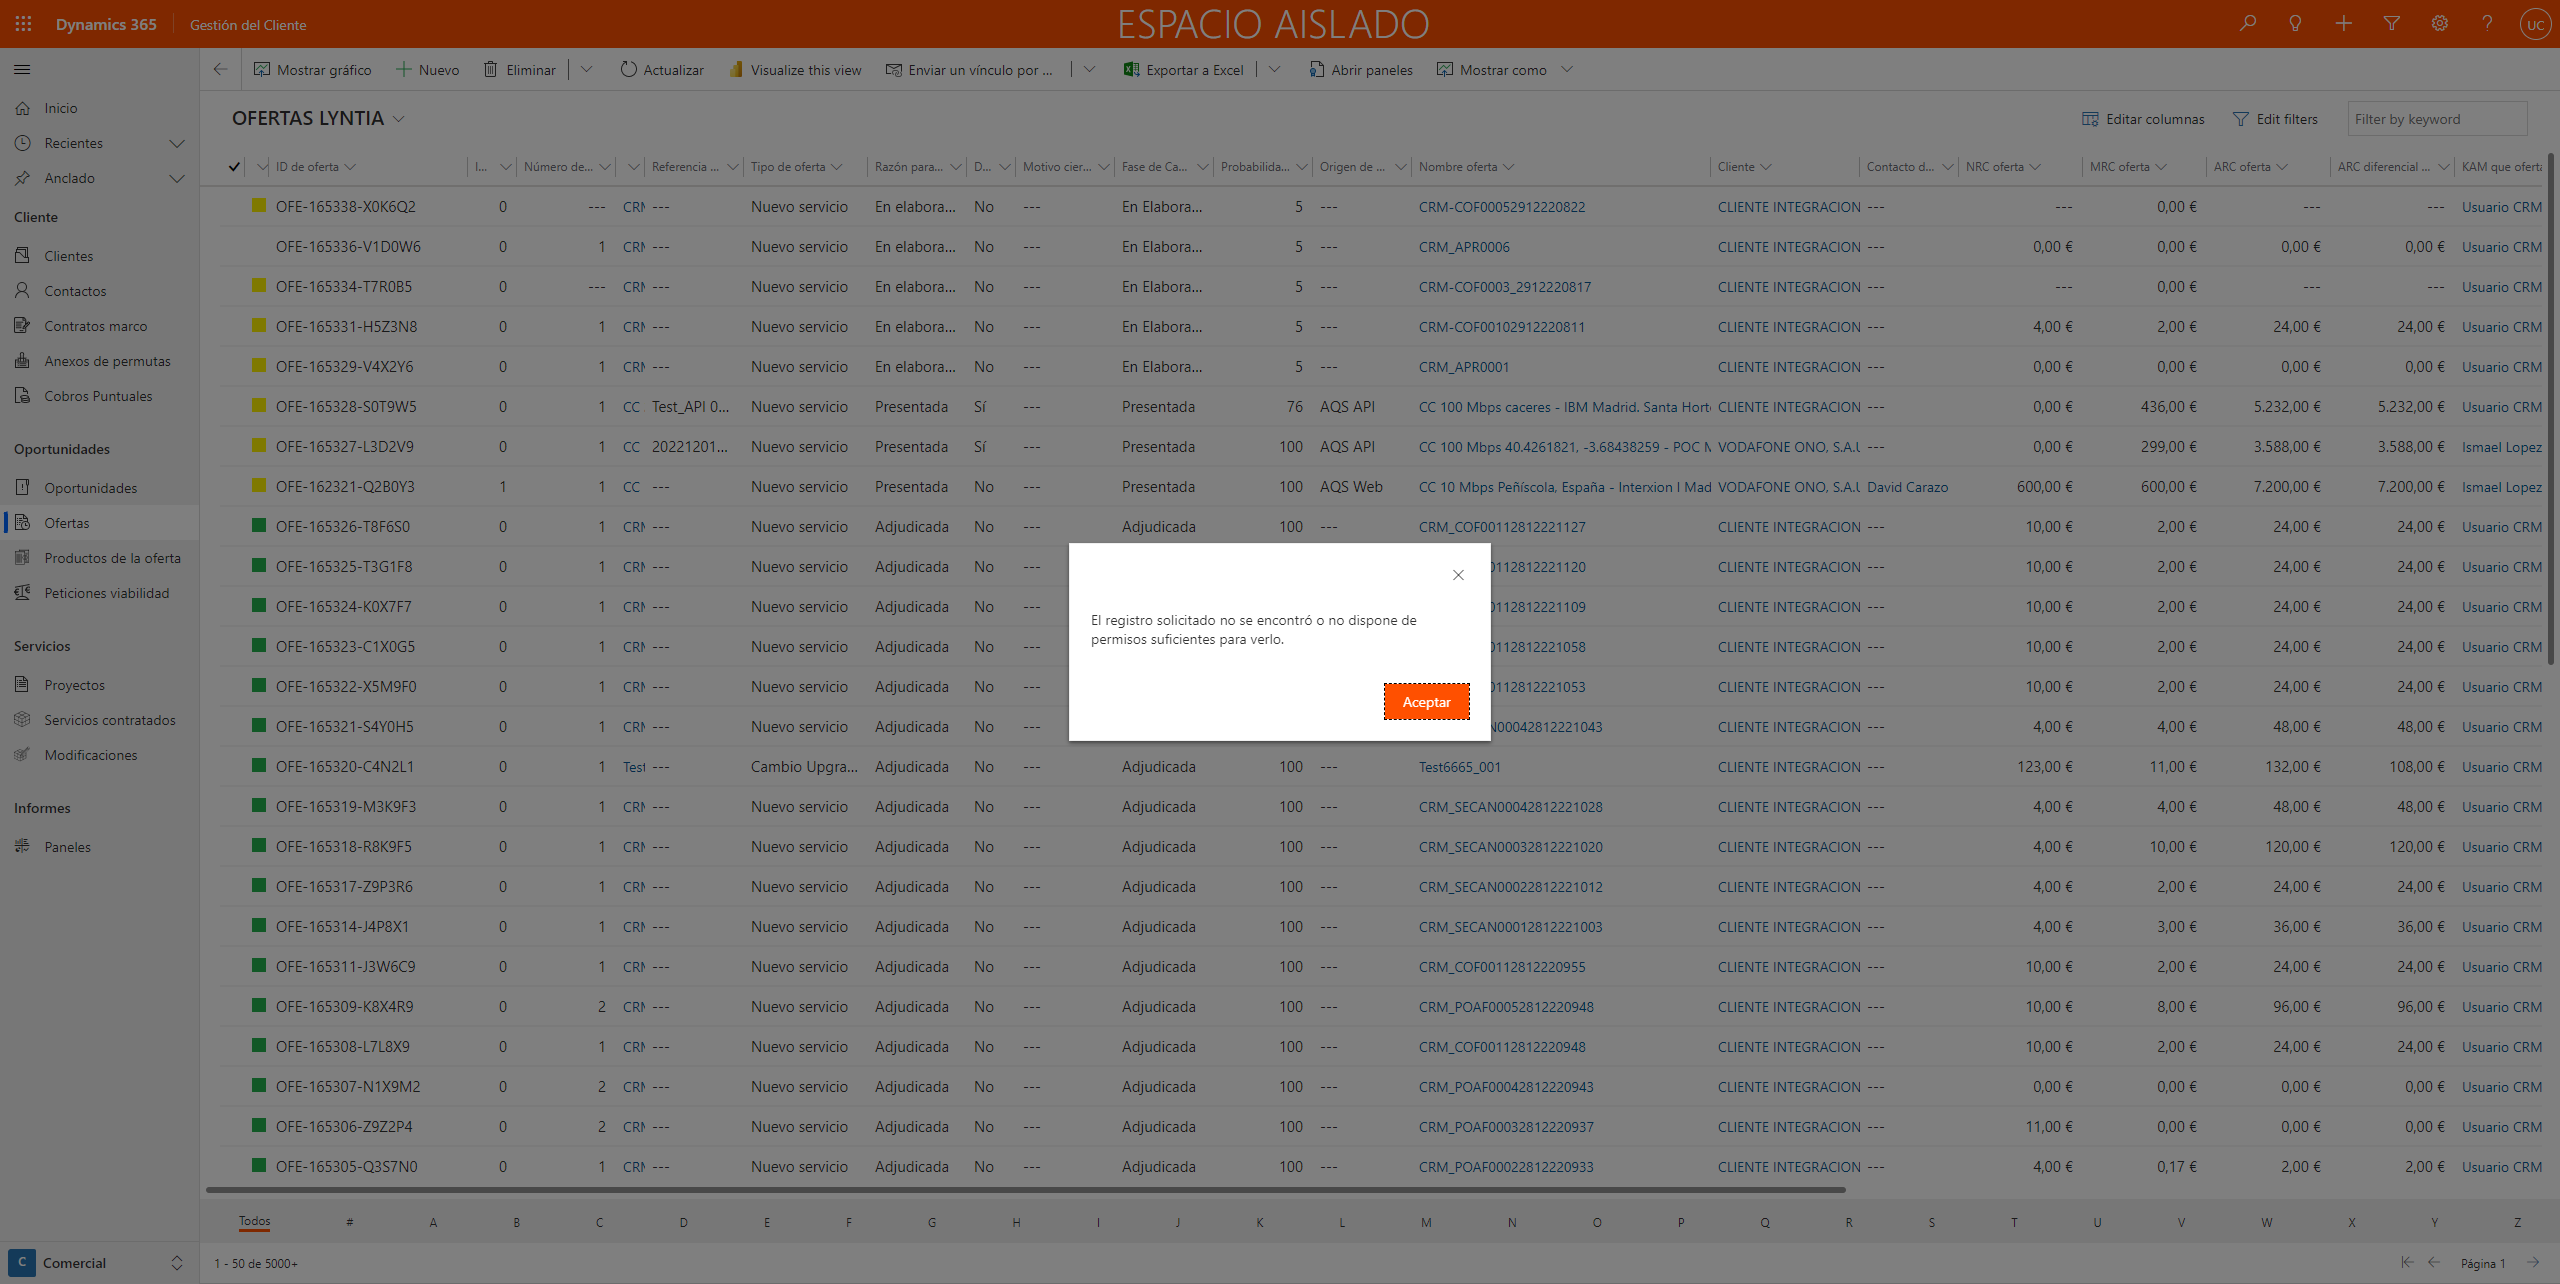 Dynamics 365
Gestión del Cliente
ESPACIO AISLADO
UC
Mostrar gráfico
Nuevo
Eliminar
Actualizar
Visualize this view
Enviar un vínculo por ...
Exportar a Excel
Abrir paneles
Mostrar como
Inicio
Recientes
Anclado
Cliente
Clientes
Contactos
Contratos marco
Anexos de permutas
Cobros Puntuales
Oportunidades
Oportunidades
Ofertas
Productos de la oferta
Peticiones viabilidad
Servicios
Proyectos
Servicios contratados
Modificaciones
Informes
Paneles
C Comercial
OFERTAS LYNTIA
Editar columnas
Edit filters
Filter by keyword
ID de oferta I... Número de... Referencia ... Tipo de oferta Razón para... D... Motivo cier... Fase de Ca... Probabilida... Origen de ... Nombre oferta Cliente Contacto d... NRC oferta MRC oferta ARC oferta ARC diferencial ... KAM que oferta
OFE-165338-X0K6Q2 0 --- CRM --- Nuevo servicio En elabora... No --- En Elabora... 5 --- CRM-COF00052912220822 CLIENTE INTEGRACION --- --- 0,00 € --- --- Usuario CRM
OFE-165336-V1D0W6 0 1 CRM --- Nuevo servicio En elabora... No --- En Elabora... 5 --- CRM_APR0006 CLIENTE INTEGRACION --- 0,00 € 0,00 € 0,00 € 0,00 € Usuario CRM
OFE-165334-T7R0B5 0 --- CRM --- Nuevo servicio En elabora... No --- En Elabora... 5 --- CRM-COF0003_2912220817 CLIENTE INTEGRACION --- --- 0,00 € --- --- Usuario CRM
OFE-165331-H5Z3N8 0 1 CRM --- Nuevo servicio En elabora... No --- En Elabora... 5 --- CRM-COF00102912220811 CLIENTE INTEGRACION --- 4,00 € 2,00 € 24,00 € 24,00 € Usuario CRM
OFE-165329-V4X2Y6 0 1 CRM --- Nuevo servicio En elabora... No --- En Elabora... 5 --- CRM_APR0001 CLIENTE INTEGRACION --- 0,00 € 0,00 € 0,00 € 0,00 € Usuario CRM
OFE-165328-S0T9W5 0 1 CC Test_API 0... Nuevo servicio Presentada Sí --- Presentada 76 AQS API CC 100 Mbps caceres - IBM Madrid. Santa Horte CLIENTE INTEGRACION --- 0,00 € 436,00 € 5.232,00 € 5.232,00 € Usuario CRM
OFE-165327-L3D2V9 0 1 CC 20221201... Nuevo servicio Presentada Sí --- Presentada 100 AQS API CC 100 Mbps 40.4261821, -3.68438259 - POC M VODAFONE ONO, S.A.U --- 0,00 € 299,00 € 3.588,00 € 3.588,00 € Ismael Lopez
OFE-162321-Q2B0Y3 1 1 CC --- Nuevo servicio Presentada No --- Presentada 100 AQS Web CC 10 Mbps Peñíscola, España - Interxion I Mad VODAFONE ONO, S.A.U David Carazo 600,00 € 600,00 € 7.200,00 € 7.200,00 € Ismael Lopez
OFE-165326-T8F6S0 0 1 CRM --- Nuevo servicio Adjudicada No --- Adjudicada 100 --- CRM_COF00112812221127 CLIENTE INTEGRACION --- 10,00 € 2,00 € 24,00 € 24,00 € Usuario CRM
OFE-165325-T3G1F8 0 1 CRM --- Nuevo servicio Adjudicada No --- 0112812221120 CLIENTE INTEGRACION --- 10,00 € 2,00 € 24,00 € 24,00 € Usuario CRM
OFE-165324-K0X7F7 0 1 CRM --- Nuevo servicio Adjudicada No --- 0112812221109 CLIENTE INTEGRACION --- 10,00 € 2,00 € 24,00 € 24,00 € Usuario CRM
OFE-165323-C1X0G5 0 1 CRM --- Nuevo servicio Adjudicada No --- 0112812221058 CLIENTE INTEGRACION --- 10,00 € 2,00 € 24,00 € 24,00 € Usuario CRM
OFE-165322-X5M9F0 0 1 CRM --- Nuevo servicio Adjudicada No --- 0112812221053 CLIENTE INTEGRACION --- 10,00 € 2,00 € 24,00 € 24,00 € Usuario CRM
OFE-165321-S4Y0H5 0 1 CRM --- Nuevo servicio Adjudicada No --- N00042812221043 CLIENTE INTEGRACION --- 4,00 € 4,00 € 48,00 € 48,00 € Usuario CRM
OFE-165320-C4N2L1 0 1 Test --- Cambio Upgra... Adjudicada No --- Adjudicada 100 --- Test6665_001 CLIENTE INTEGRACION --- 123,00 € 11,00 € 132,00 € 108,00 € Usuario CRM
OFE-165319-M3K9F3 0 1 CRM --- Nuevo servicio Adjudicada No --- Adjudicada 100 --- CRM_SECAN00042812221028 CLIENTE INTEGRACION --- 4,00 € 4,00 € 48,00 € 48,00 € Usuario CRM
OFE-165318-R8K9F5 0 1 CRM --- Nuevo servicio Adjudicada No --- Adjudicada 100 --- CRM_SECAN00032812221020 CLIENTE INTEGRACION --- 4,00 € 10,00 € 120,00 € 120,00 € Usuario CRM
OFE-165317-Z9P3R6 0 1 CRM --- Nuevo servicio Adjudicada No --- Adjudicada 100 --- CRM_SECAN00022812221012 CLIENTE INTEGRACION --- 4,00 € 2,00 € 24,00 € 24,00 € Usuario CRM
OFE-165314-J4P8X1 0 1 CRM --- Nuevo servicio Adjudicada No --- Adjudicada 100 --- CRM_SECAN00012812221003 CLIENTE INTEGRACION --- 4,00 € 3,00 € 36,00 € 36,00 € Usuario CRM
OFE-165311-J3W6C9 0 1 CRM --- Nuevo servicio Adjudicada No --- Adjudicada 100 --- CRM_COF00112812220955 CLIENTE INTEGRACION --- 10,00 € 2,00 € 24,00 € 24,00 € Usuario CRM
OFE-165309-K8X4R9 0 2 CRM --- Nuevo servicio Adjudicada No --- Adjudicada 100 --- CRM_POAF00052812220948 CLIENTE INTEGRACION --- 10,00 € 8,00 € 96,00 € 96,00 € Usuario CRM
OFE-165308-L7L8X9 0 1 CRM --- Nuevo servicio Adjudicada No --- Adjudicada 100 --- CRM_COF00112812220948 CLIENTE INTEGRACION --- 10,00 € 2,00 € 24,00 € 24,00 € Usuario CRM
OFE-165307-N1X9M2 0 2 CRM --- Nuevo servicio Adjudicada No --- Adjudicada 100 --- CRM_POAF00042812220943 CLIENTE INTEGRACION --- 0,00 € 0,00 € 0,00 € 0,00 € Usuario CRM
OFE-165306-Z9Z2P4 0 2 CRM --- Nuevo servicio Adjudicada No --- Adjudicada 100 --- CRM_POAF00032812220937 CLIENTE INTEGRACION --- 11,00 € 0,00 € 0,00 € 0,00 € Usuario CRM
OFE-165305-Q3S7N0 0 1 CRM --- Nuevo servicio Adjudicada No --- Adjudicada 100 --- CRM_POAF00022812220933 CLIENTE INTEGRACION --- 4,00 € 0,17 € 2,00 € 2,00 € Usuario CRM
El registro solicitado no se encontró o no dispone de
permisos suficientes para verlo.
Aceptar
Todos # A B C D E F G H I J K L M N O P Q R S T U V W X Y Z
1 - 50 de 5000+
Página 1